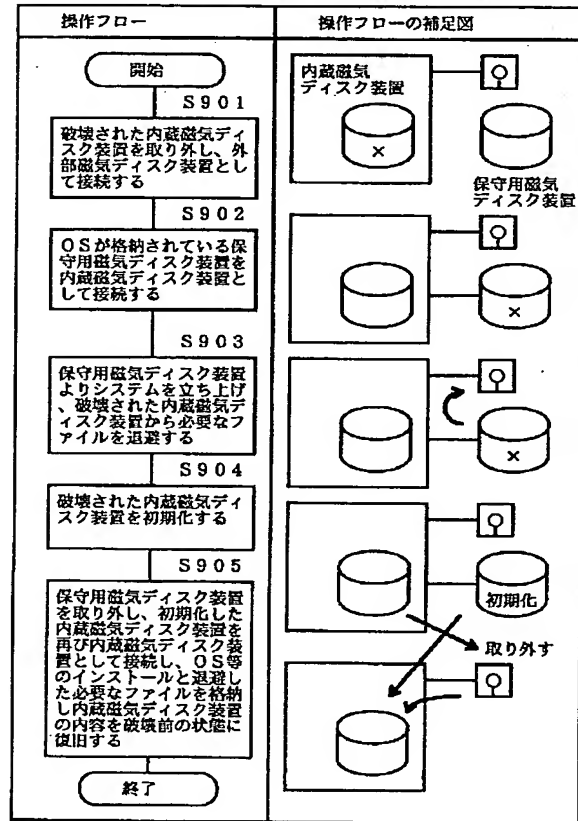 操作フロー
操作フローの補足図
開始
S901
破壊された内蔵磁気ディ
スク装置を取り外し、外
部磁気ディスク装置とし
て接続する
S902
OSが格納されている保
守用磁気ディスク装置を
内蔵磁気ディスク装置と
して接続する
S903
保守用磁気ディスク装置
よりシステムを立ち上げ
、破壊された内蔵磁気デ
ィスク装置から必要なフ
ァイルを退避する
S904
破壊された内蔵磁気ディ
スク装置を初期化する
S905
保守用磁気ディスク装置
を取り外し、初期化した
内蔵磁気ディスク装置を
再び内蔵磁気ディスク装
置として接続し、OS等
のインストールと退避し
た必要なファイルを格納
し内蔵磁気ディスク装置
の内容を破壊前の状態に
復旧する
終了
内蔵磁気
ディスク装置
×
保守用磁気
ディスク装置
×
×
初期化
取り外す